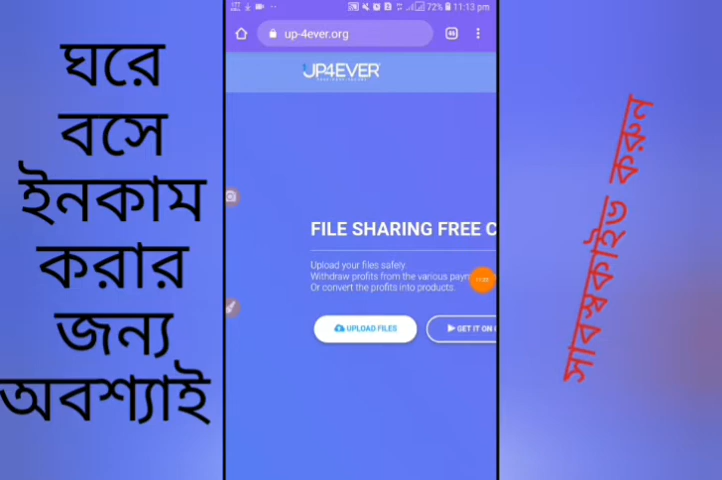 ঘরে
বসে
ইনকাম
করার
জন্য
অবশ্যাই
72% 11:13 pm
up-4ever.org
UP4EVER
FILE SHARING FREE C
Upload your files safely.
Withdraw profits from the various paym
Or convert the profits into products.
UPLOAD FILES
GET IT ON
সাবস্ক্রাইভ করুন